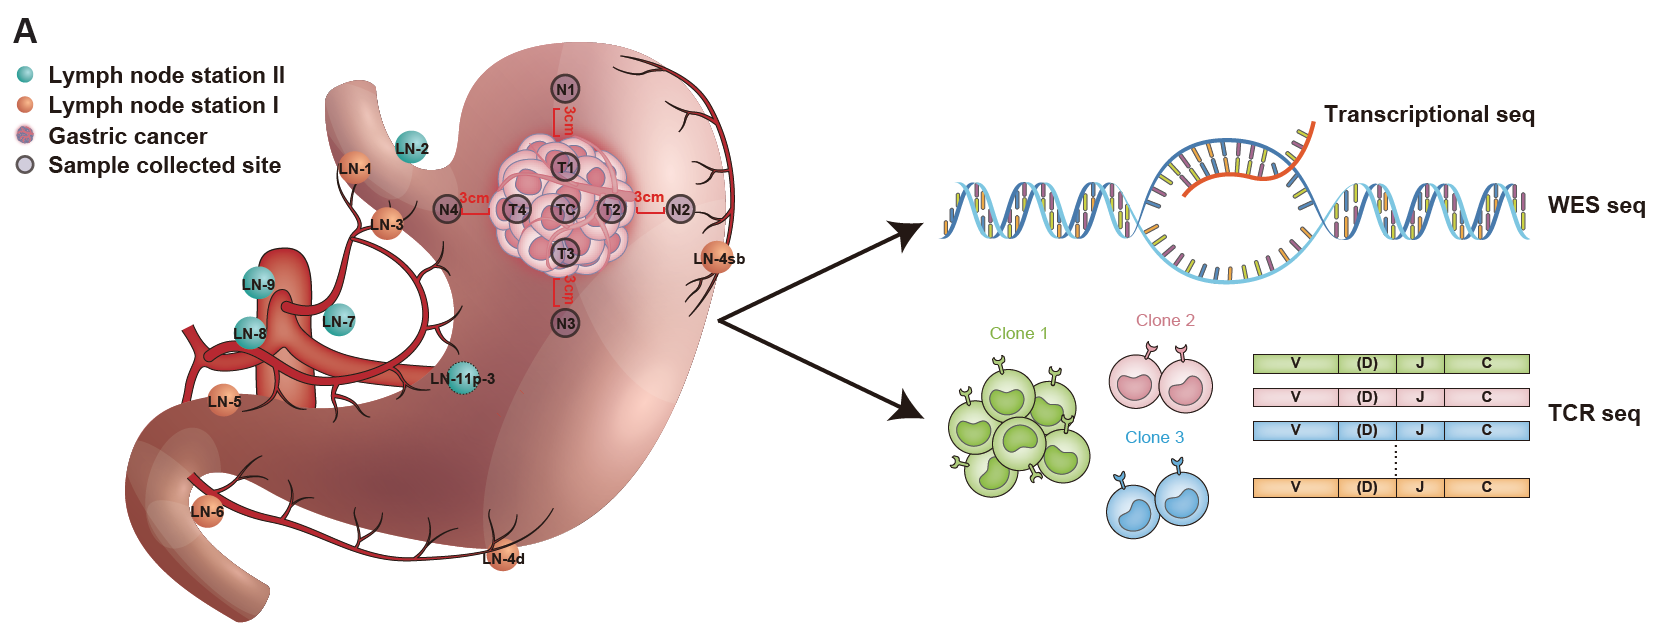 A
Lymph node station II
Lymph node station I
Gastric cancer
Sample collected site
N1
3cm
LN-2
LN-1
T1
N4
3cm
T4
TC
T2
3cm
N2
LN-3
T3
LN-4sb
3cm
N3
LN-9
LN-7
LN-8
LN-11p-3
LN-5
LN-6
LN-4d
Transcriptional seq
WES seq
Clone 1
Clone 2
Clone 3
V (D) J C
V (D) J C
V (D) J C
V (D) J C
TCR seq